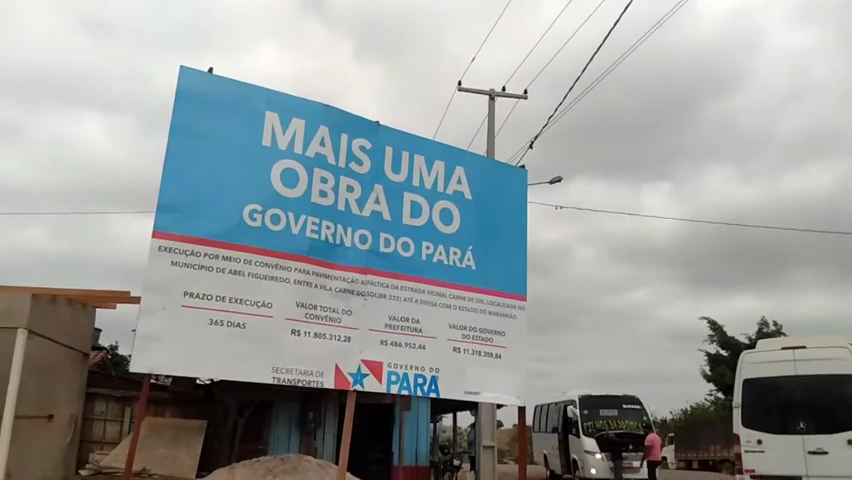 MAIS UMA
OBRA DO
GOVERNO DO PARÁ
EXECUÇÃO POR MEIO DE CONVÊNIO PARA PAVIMENTAÇÃO ASFÁLTICA DA ESTRADA VICINAL CARNE DE SOL, LOCALIZADA NO
MUNICÍPIO DE ABEL FIGUEIREDO, ENTRE A VILA CARNE DO SOL(BR 222) ATÉ A DIVISA COM O ESTADO DO MARANHÃO
PRAZO DE EXECUÇÃO
365 DIAS
VALOR TOTAL DO
CONVÊNIO
R$ 11.805.312,28
VALOR DA
PREFEITURA
R$ 486.952,44
VALOR DO GOVERNO
DO ESTADO
R$ 11.318.359,84
SECRETARIA DE
TRANSPORTES
GOVERNO DO
PARÁ